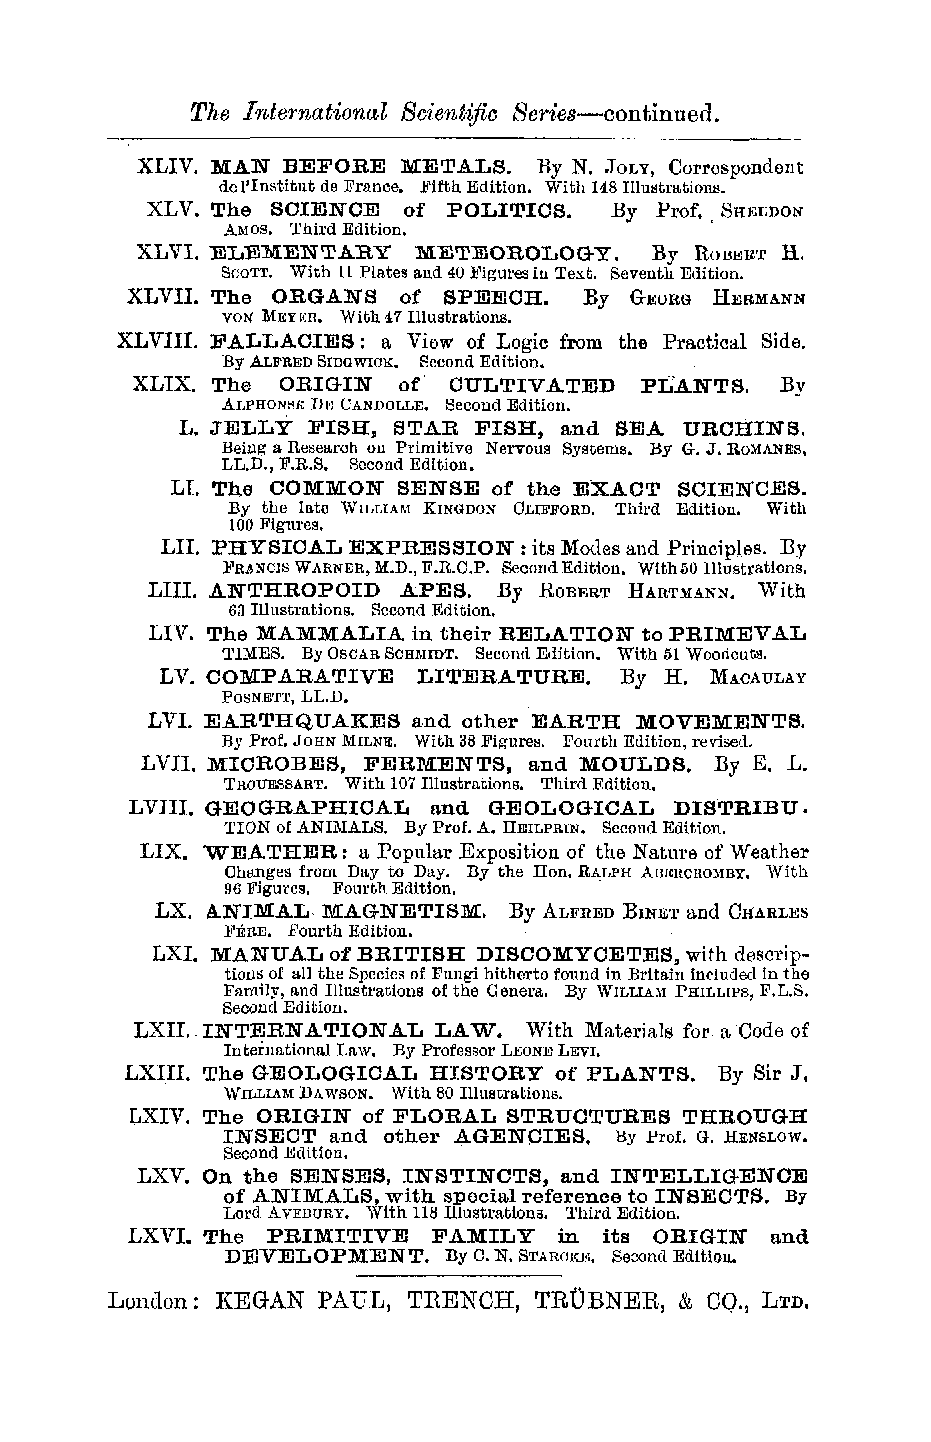 The International Scientific Series—continued.
XLIV. MAN BEFORE METALS. By N. JOLY, Correspondent
de l'Institut de France. Fifth Edition. With 148 Illustrations.
XLV. The SCIENCE of POLITICS. By Prof. SHELDON
AMOS. Third Edition.
XLVI. ELEMENTARY METEOROLOGY. By ROBERT H.
SCOTT. With 11 Plates and 40 Figures in Text. Seventh Edition.
XLVII. The ORGANS of SPEECH. By GEORG HERMANN
VON MEYER. With 47 Illustrations.
XLVIII. FALLACIES: a View of Logic from the Practical Side.
By ALFRED SIDGWICK. Second Edition.
XLIX. The ORIGIN of CULTIVATED PLANTS. By
ALPHONSE DE CANDOLLE. Second Edition.
L. JELLY FISH, STAR FISH, and SEA URCHINS.
Being a Research on Primitive Nervous Systems. By G. J. ROMANES,
LL.D., F.R.S. Second Edition.
LI. The COMMON SENSE of the EXACT SCIENCES.
By the late WILLIAM KINGDON CLIFFORD. Third Edition. With
100 Figures.
LII. PHYSICAL EXPRESSION: its Modes and Principles. By
FRANCIS WARNER, M.D., F.R.C.P. Second Edition. With 50 Illustrations.
LIII. ANTHROPOID APES. By ROBERT HARTMANN. With
63 Illustrations. Second Edition.
LIV. The MAMMALIA in their RELATION to PRIMEVAL
TIMES. By OSCAR SCHMIDT. Second Edition. With 51 Woodcuts.
LV. COMPARATIVE LITERATURE. By H. MACAULAY
POSNETT, LL.D.
LVI. EARTHQUAKES and other EARTH MOVEMENTS.
By Prof. JOHN MILNE. With 38 Figures. Fourth Edition, revised.
LVII. MICROBES, FERMENTS, and MOULDS. By E. L.
TROUESSART. With 107 Illustrations. Third Edition.
LVIII. GEOGRAPHICAL and GEOLOGICAL DISTRIBU-
TION of ANIMALS. By Prof. A. HEILPRIN. Second Edition.
LIX. WEATHER: a Popular Exposition of the Nature of Weather
Changes from Day to Day. By the Hon. RALPH ABERCROMBY. With
96 Figures. Fourth Edition.
LX. ANIMAL MAGNETISM. By ALFRED BINET and CHARLES
FÉRÉ. Fourth Edition.
LXI. MANUAL of BRITISH DISCOMYCETES, with descrip-
tions of all the Species of Fungi hitherto found in Britain included in the
Family, and Illustrations of the Genera. By WILLIAM PHILLIPS, F.L.S.
Second Edition.
LXII. INTERNATIONAL LAW. With Materials for a Code of
International Law. By Professor LEONE LEVI.
LXIII. The GEOLOGICAL HISTORY of PLANTS. By Sir J.
WILLIAM DAWSON. With 80 Illustrations.
LXIV. The ORIGIN of FLORAL STRUCTURES THROUGH
INSECT and other AGENCIES. By Prof. G. HENSLOW.
Second Edition.
LXV. On the SENSES, INSTINCTS, and INTELLIGENCE
of ANIMALS, with special reference to INSECTS. By
Lord AVEBURY. With 118 Illustrations. Third Edition.
LXVI. The PRIMITIVE FAMILY in its ORIGIN and
DEVELOPMENT. By C. N. STARCKE. Second Edition.
London: KEGAN PAUL, TRENCH, TRÜBNER, & CO., LTD.